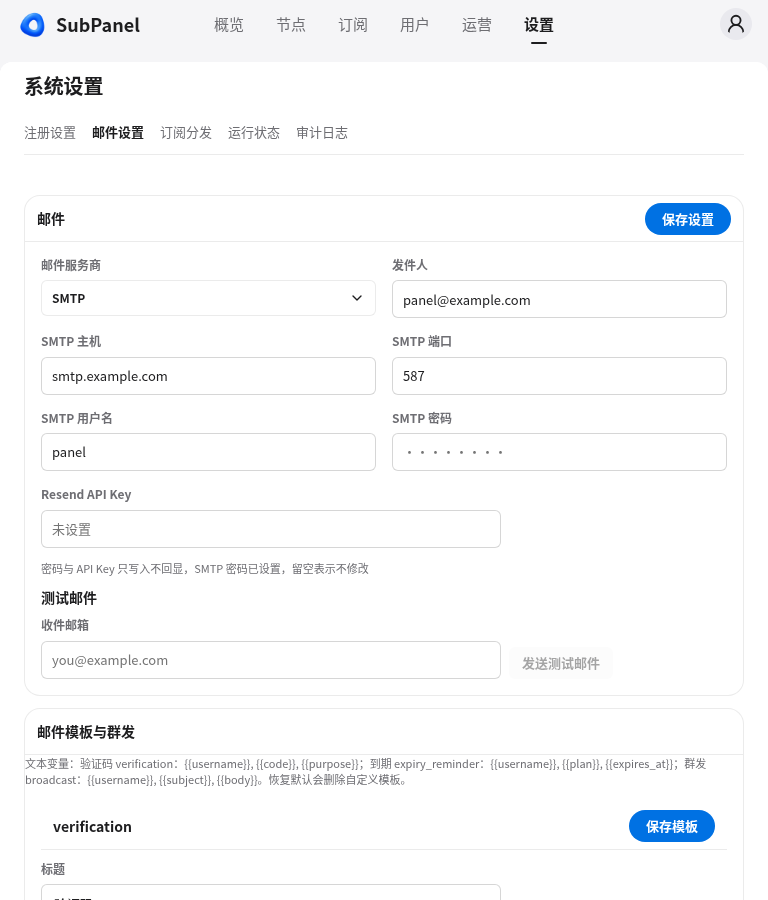 SubPanel
概览 节点 订阅 用户 运营 设置
系统设置
注册设置 邮件设置 订阅分发 运行状态 审计日志
邮件 保存设置
邮件服务商 发件人
SMTP panel@example.com
SMTP 主机 SMTP 端口
smtp.example.com 587
SMTP 用户名 SMTP 密码
panel ········
Resend API Key
未设置
密码与 API Key 只写入不回显，SMTP 密码已设置，留空表示不修改
测试邮件
收件邮箱
you@example.com 发送测试邮件
邮件模板与群发
文本变量：验证码 verification：{{username}}, {{code}}, {{purpose}}；到期 expiry_reminder：{{username}}, {{plan}}, {{expires_at}}；群发
broadcast：{{username}}, {{subject}}, {{body}}。恢复默认会删除自定义模板。
verification 保存模板
标题